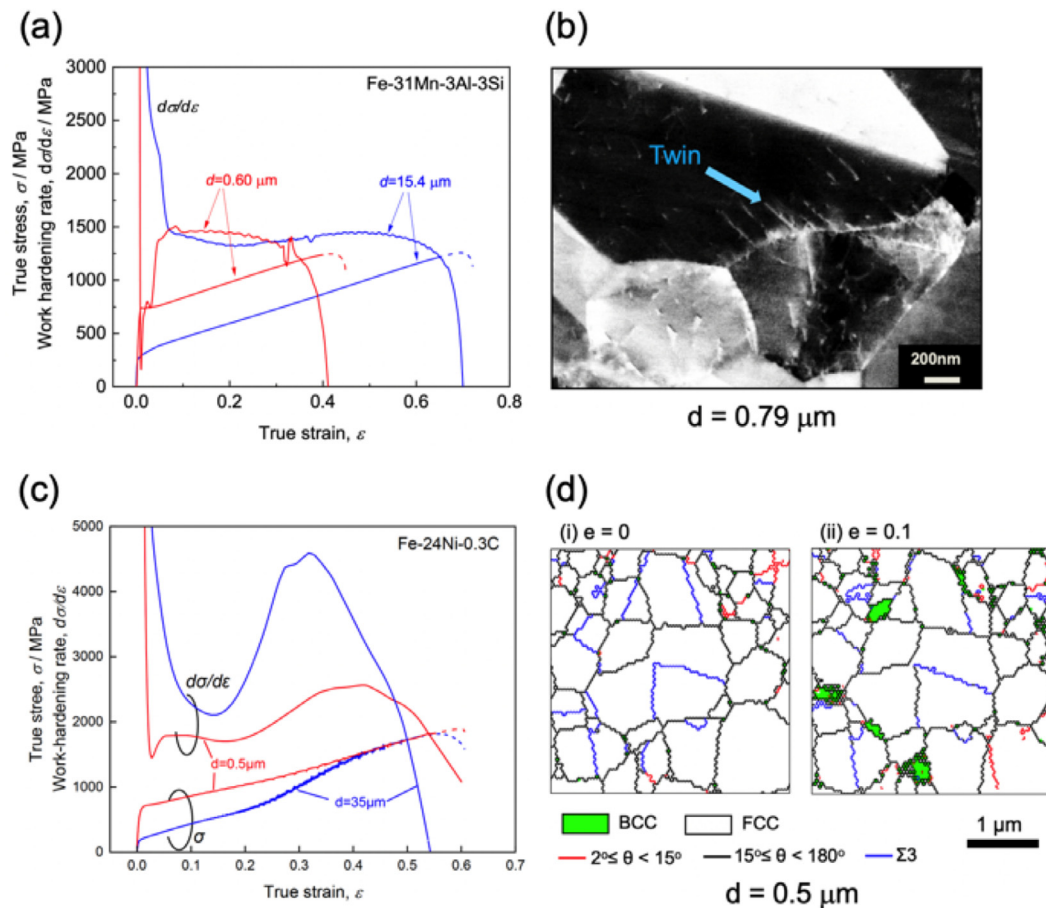 (a)
3000
2500
2000
1500
1000
500
0
True stress, σ / MPa
Work hardening rate, dσ/dε / MPa
Fe-31Mn-3Al-3Si
dσ/dε
d=0.60 μm
d=15.4 μm
0.0 0.2 0.4 0.6 0.8
True strain, ε
(b)
Twin
200nm
d = 0.79 μm
(c)
5000
4000
3000
2000
1000
0
True stree, σ / MPa
Work-hardening rate, dσ/dε
Fe-24Ni-0.3C
dσ/dε
d=0.5μm
d=35μm
σ
0.0 0.1 0.2 0.3 0.4 0.5 0.6 0.7
True strain, ε
(d)
(i) e = 0
(ii) e = 0.1
BCC FCC
1 μm
2º≤ θ < 15º 15º≤ θ < 180º Σ3
d = 0.5 μm